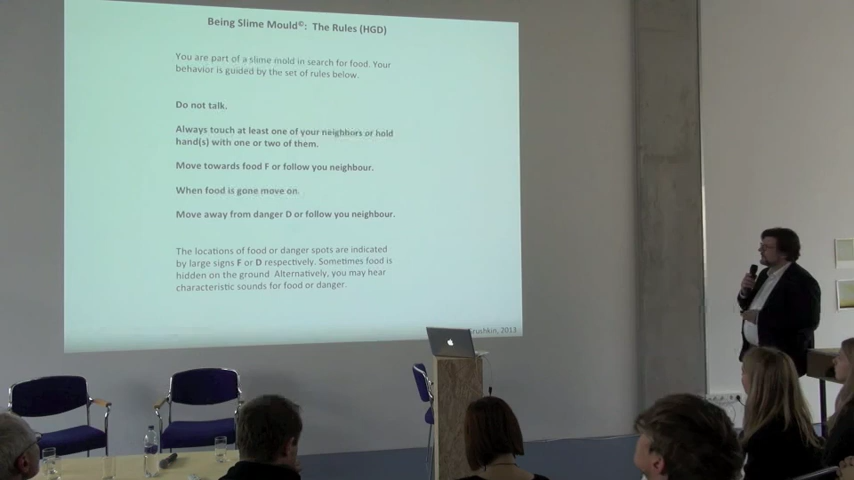 Being Slime Mould©: The Rules (HGD)
You are part of a slime mold in search for food. Your
behavior is guided by the set of rules below.
Do not talk.
Always touch at least one of your neighbors or hold
hand(s) with one or two of them.
Move towards food F or follow you neighbour.
When food is gone move on.
Move away from danger D or follow you neighbour.
The locations of food or danger spots are indicated
by large signs F or D respectively. Sometimes food is
hidden on the ground. Alternatively, you may hear
characteristic sounds for food or danger.
2013